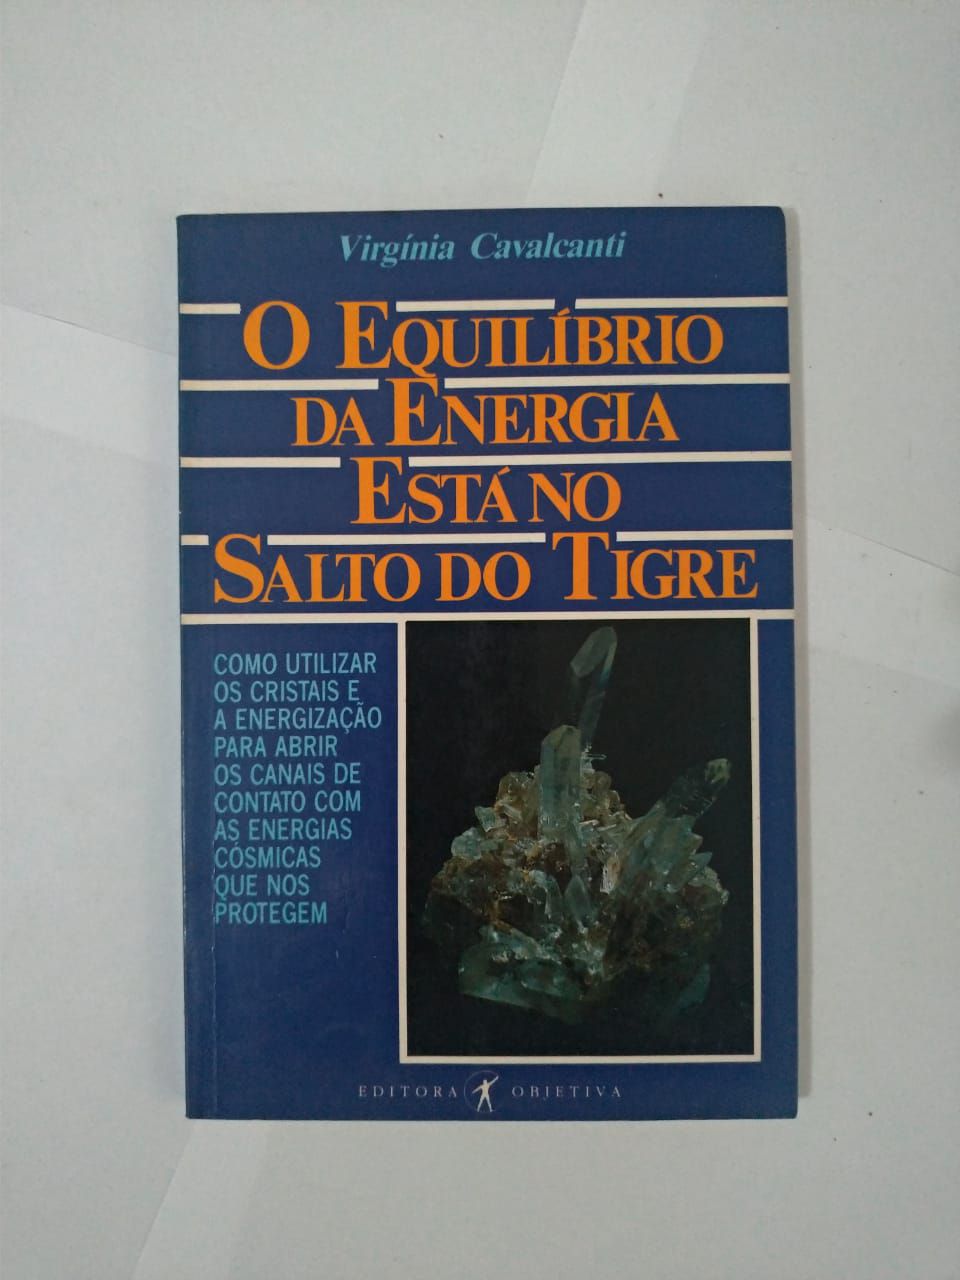 Virgínia Cavalcanti
O EQUILÍBRIO
DA ENERGIA
ESTÁ NO
SALTO DO TIGRE
COMO UTILIZAR
OS CRISTAIS E
A ENERGIZAÇÃO
PARA ABRIR
OS CANAIS DE
CONTATO COM
AS ENERGIAS
CÓSMICAS
QUE NOS
PROTEGEM
EDITORA OBJETIVA